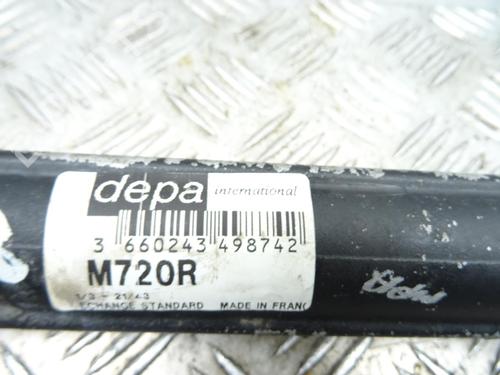 depa international
3 660243 498742
M720R
1/3 - 21/43
ECHANGE STANDARD MADE IN FRANC